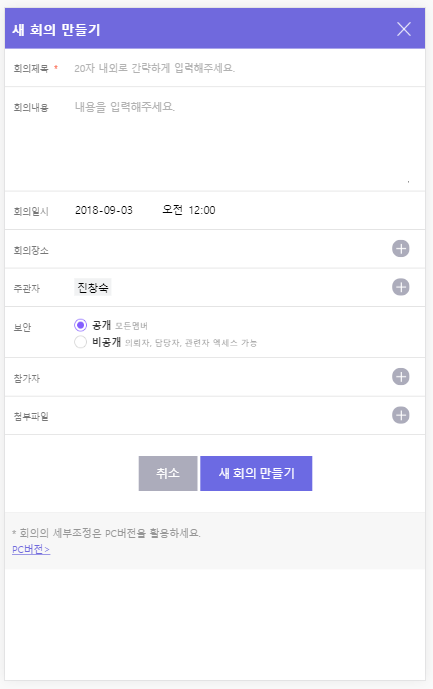 새 회의 만들기
회의제목 * 20자 내외로 간략하게 입력해주세요.
회의내용 내용을 입력해주세요.
회의일시 2018-09-03 오전 12:00
회의장소
주관자 진창숙
보안 공개 모든멤버
비공개 의뢰자, 담당자, 관련자 엑세스 가능
참가자
첨부파일
취소 새 회의 만들기
* 회의의 세부조정은 PC버전을 활용하세요.
PC버전>